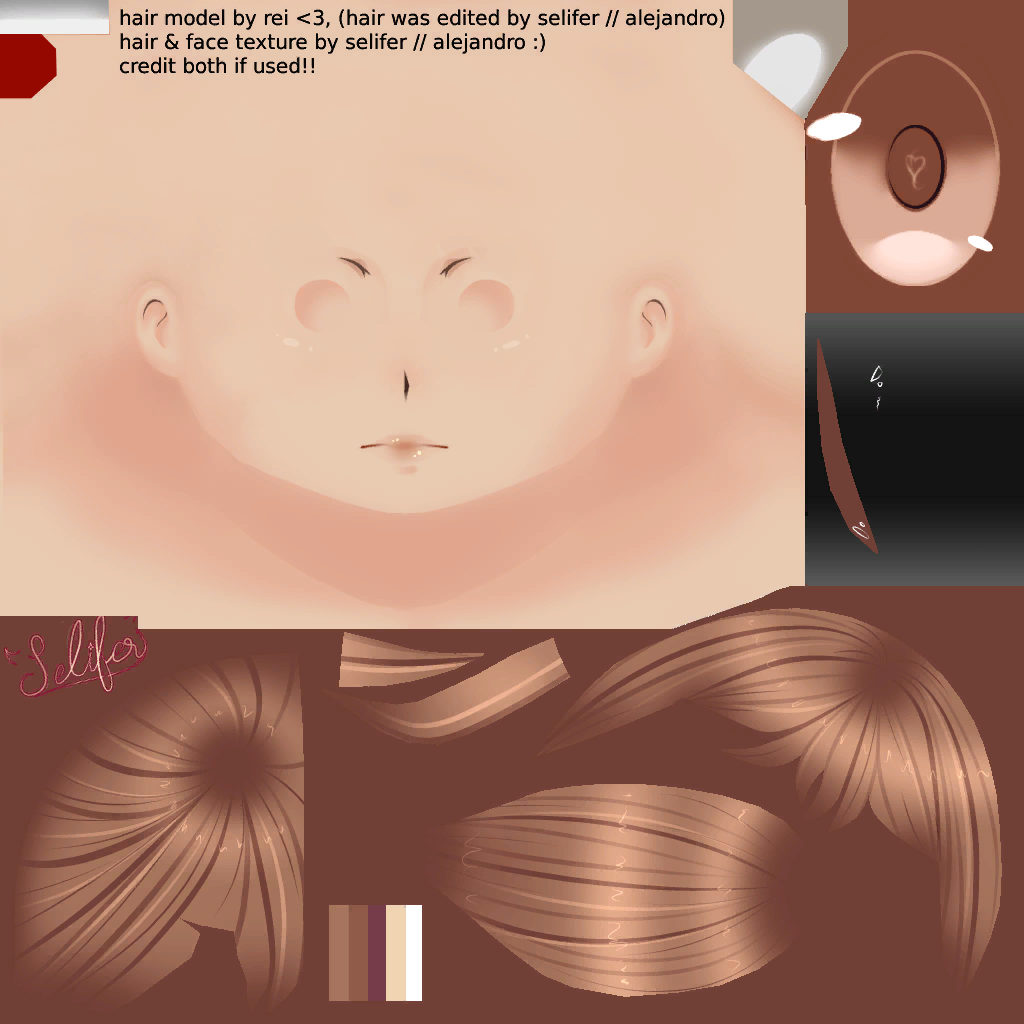 hair model by rei <3, (hair was edited by selifer // alejandro)
hair & face texture by selifer // alejandro :)
credit both if used!!
Selifer